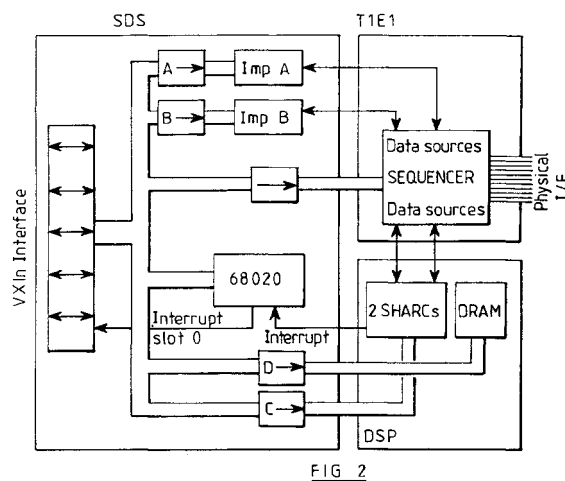 SDS
T1E1
A
Imp A
B
Imp B
Data sources
SEQUENCER
Data sources
Physical
I/F
VXIn Interface
68020
2 SHARCs
DRAM
Interrupt
slot 0
Interrupt
D
C
DSP
FIG 2